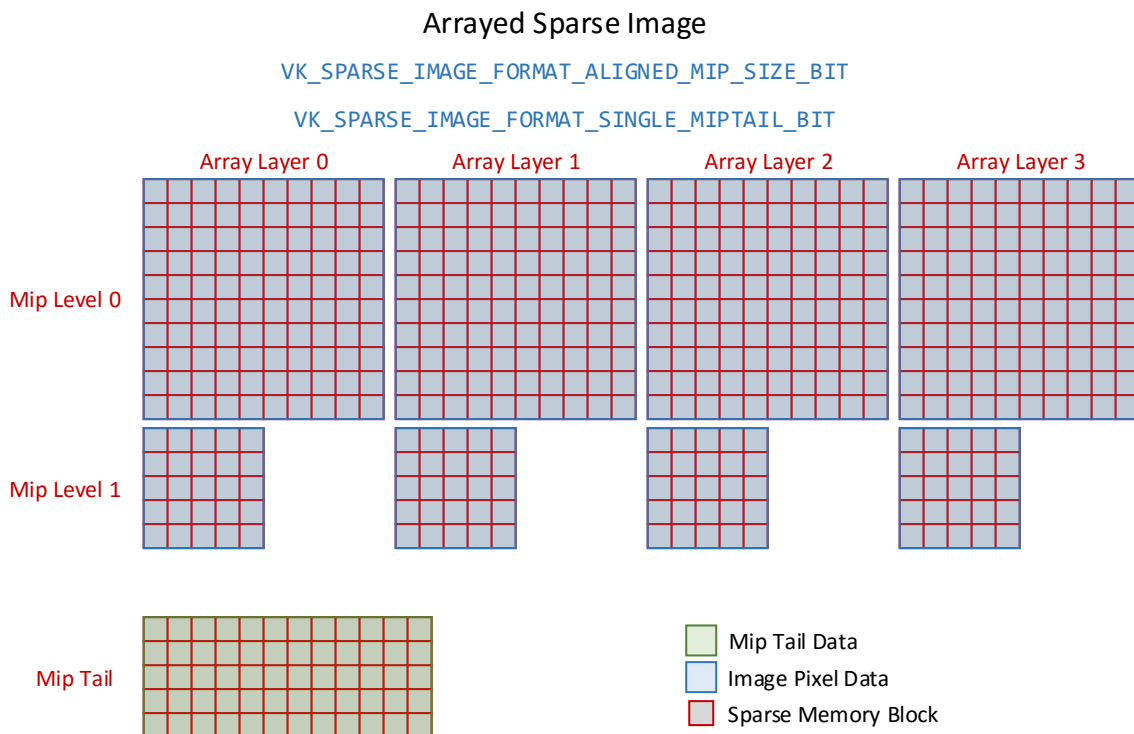 Arrayed Sparse Image
VK_SPARSE_IMAGE_FORMAT_ALIGNED_MIP_SIZE_BIT
VK_SPARSE_IMAGE_FORMAT_SINGLE_MIPTAIL_BIT
Array Layer 0 Array Layer 1 Array Layer 2 Array Layer 3
Mip Level 0
Mip Level 1
Mip Tail
Mip Tail Data
Image Pixel Data
Sparse Memory Block